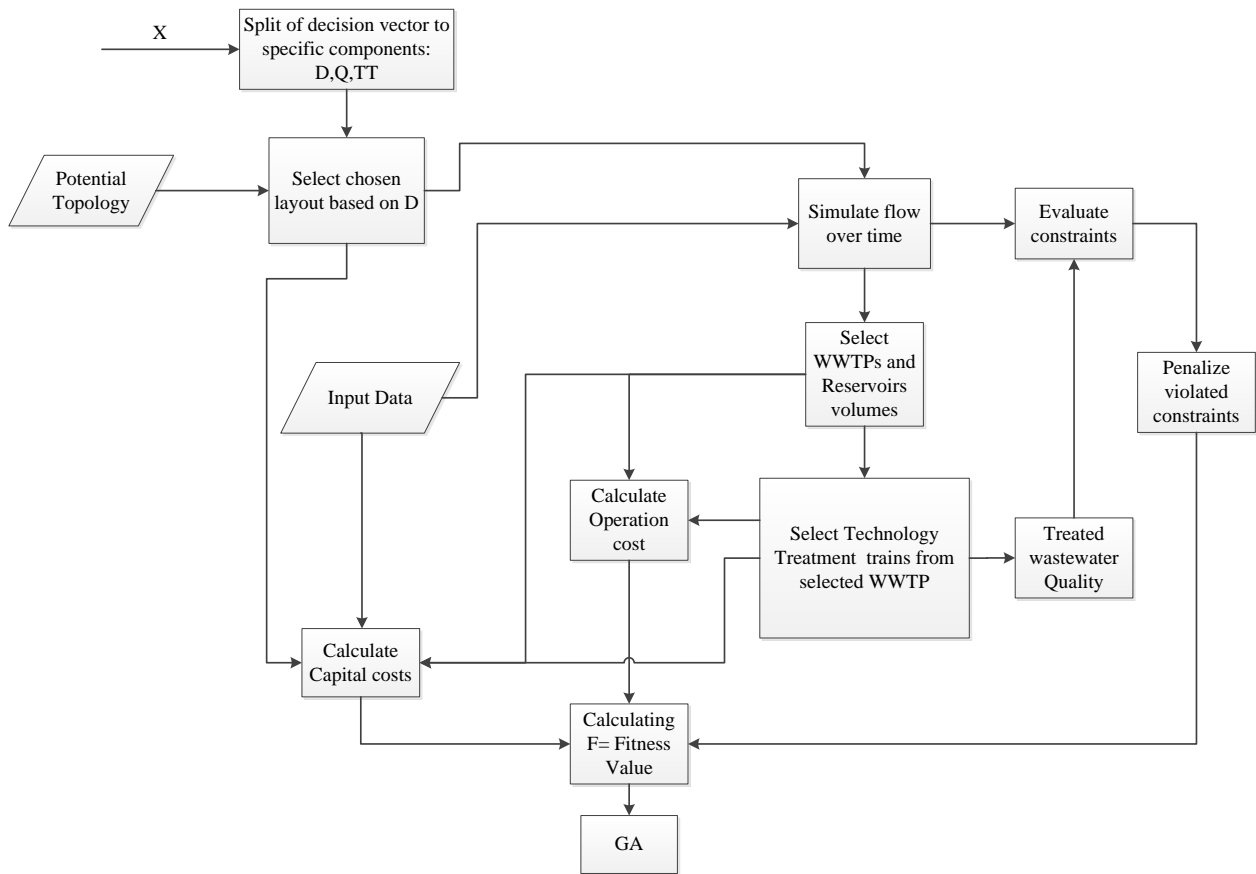 X
Split of decision vector to
specific components:
D,Q,TT
Potential
Topology
Select chosen
layout based on D
Simulate flow
over time
Evaluate
constraints
Select
WWTPs and
Reservoirs
volumes
Penalize
violated
constraints
Input Data
Calculate
Operation
cost
Select Technology
Treatment trains from
selected WWTP
Treated
wastewater
Quality
Calculate
Capital costs
Calculating
F= Fitness
Value
GA